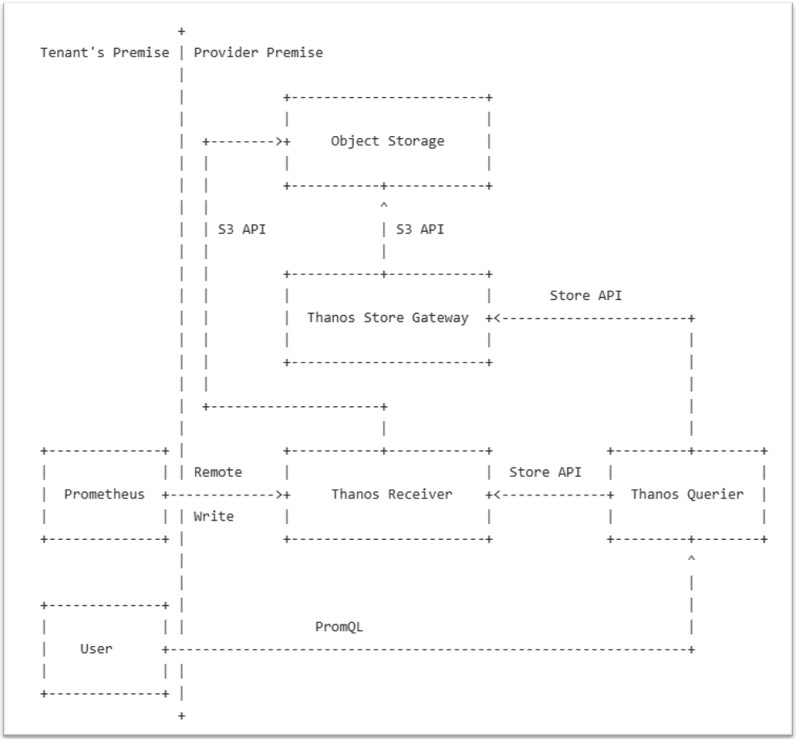 Tenant's Premise | Provider Premise
Object Storage
S3 API
S3 API
Store API
Thanos Store Gateway
Remote
Store API
Prometheus
Thanos Receiver
Thanos Querier
Write
PromQL
User